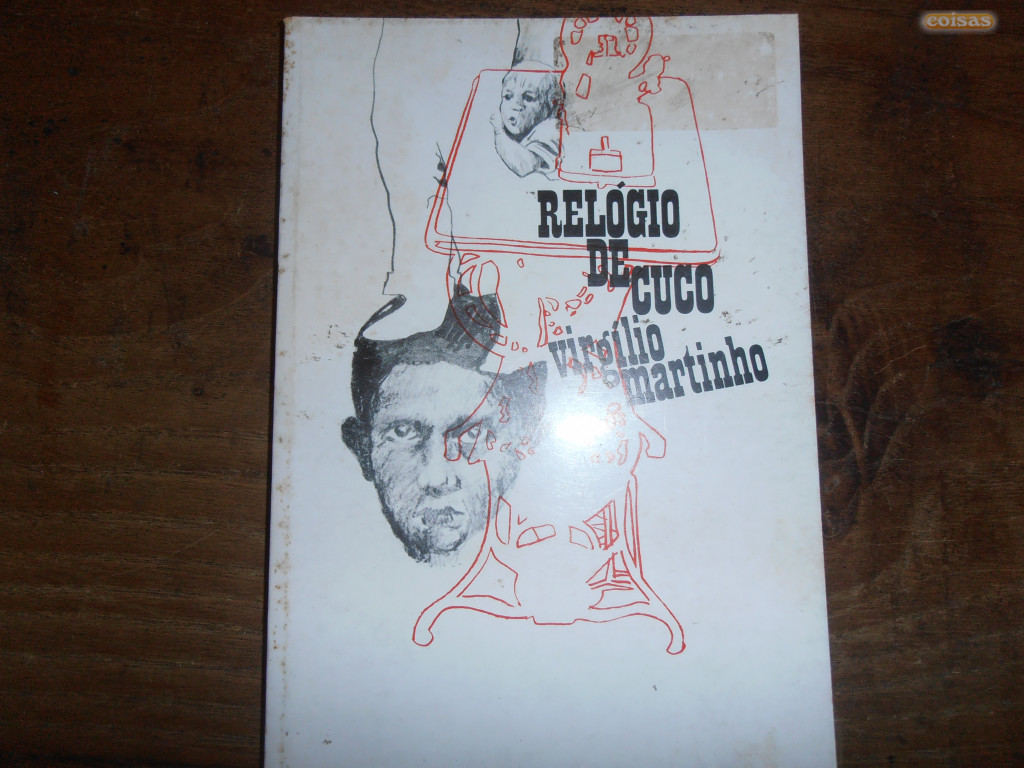 coisas
RELÓGIO
DE
CUCO
Virgílio
martinho